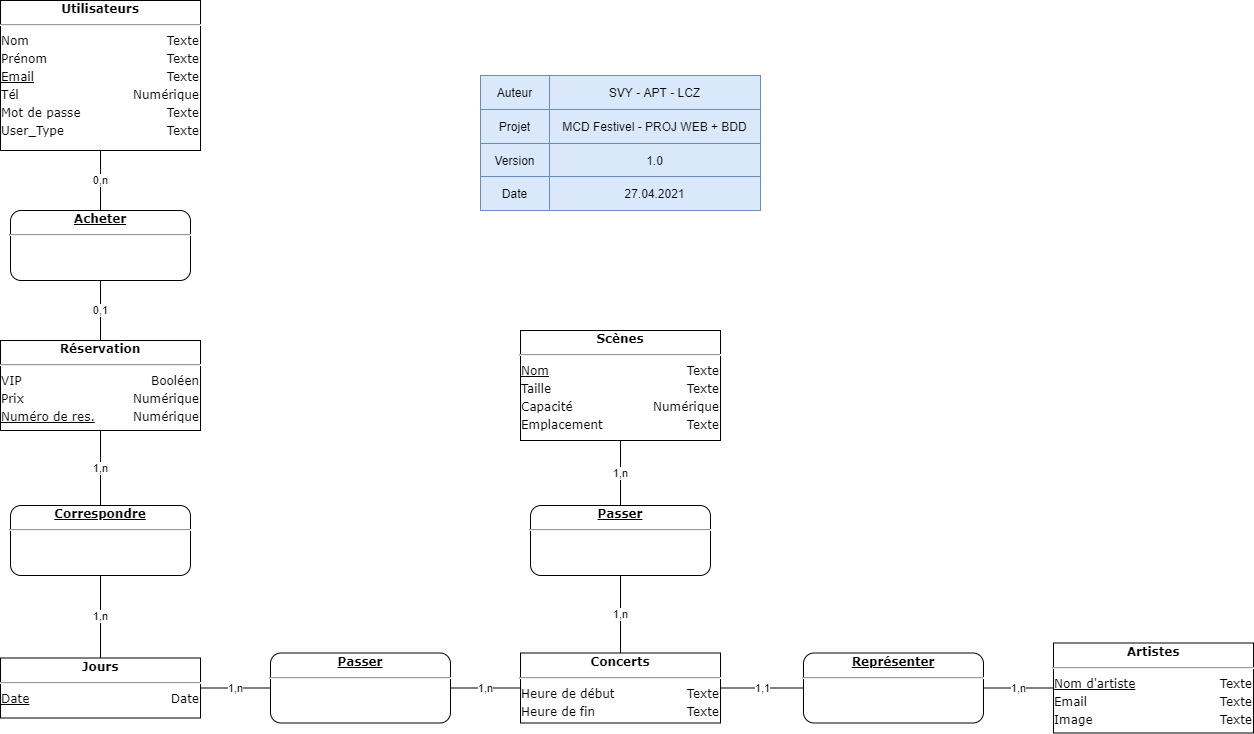 Utilisateurs
Nom Texte
Prénom Texte
Email Texte
Tél Numérique
Mot de passe Texte
User_Type Texte
0,n
Acheter
0,1
Réservation
VIP Booléen
Prix Numérique
Numéro de res. Numérique
1,n
Correspondre
1,n
Jours
Date Date
1,n
Passer
1,n
Auteur SVY - APT - LCZ
Projet MCD Festivel - PROJ WEB + BDD
Version 1.0
Date 27.04.2021
Scènes
Nom Texte
Taille Texte
Capacité Numérique
Emplacement Texte
1,n
Passer
1,n
Concerts
Heure de début Texte
Heure de fin Texte
1,1
Représenter
1,n
Artistes
Nom d'artiste Texte
Email Texte
Image Texte